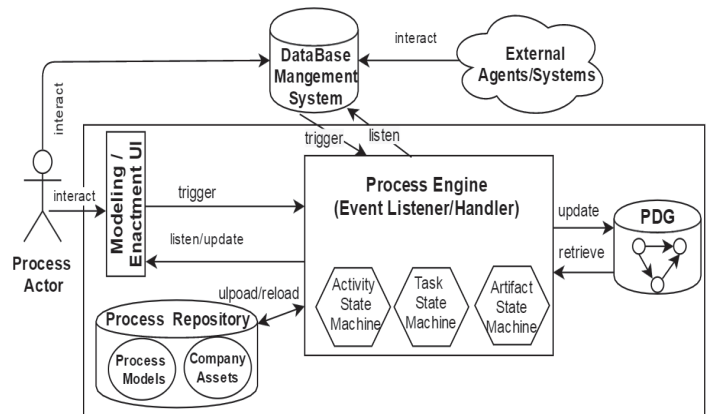 DataBase
Mangement
System
interact
External
Agents/Systems
interact
trigger
listen
Process
Actor
interact
Modeling /
Enactment UI
trigger
listen/update
Process Engine
(Event Listener/Handler)
update
retrieve
PDG
Activity
State
Machine
Task
State
Machine
Artifact
State
Machine
ulpoad/reload
Process Repository
Process
Models
Company
Assets